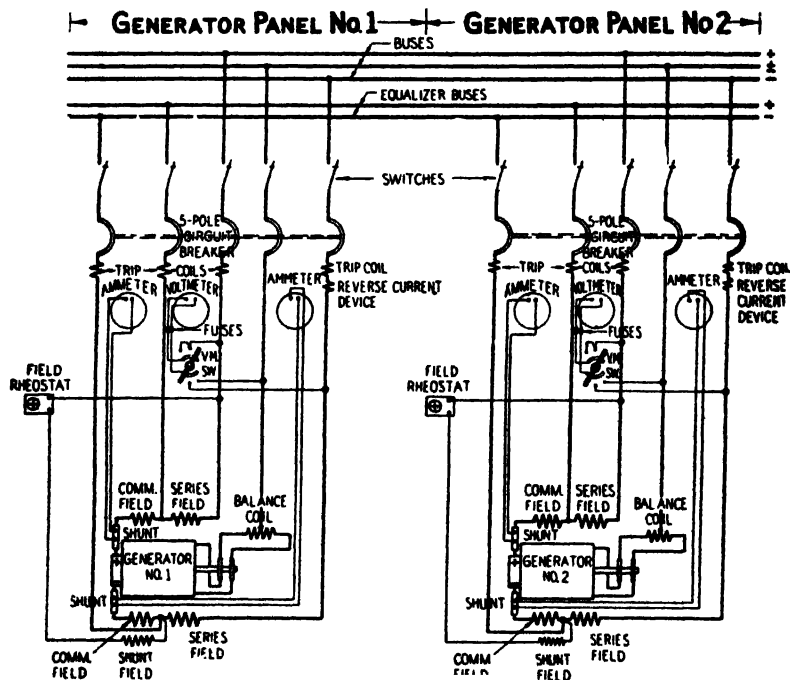 GENERATOR PANEL NO.1
GENERATOR PANEL NO2
BUSES
+
±
−
EQUALIZER BUSES
+
−
SWITCHES
5-POLE
CIRCUIT
BREAKER
5-POLE
CIRCUIT
BREAKER
TRIP
COILS
TRIP COIL
REVERSE CURRENT
DEVICE
AMMETER
VOLTMETER
AMMETER
TRIP
COILS
TRIP COIL
REVERSE
CURRENT
DEVICE
AMMETER
VOLTMETER
AMMETER
FUSES
VM.
SW.
FUSES
VM.
SW.
FIELD
RHEOSTAT
FIELD
RHEOSTAT
COMM.
FIELD
SERIES
FIELD
BALANCE
COIL
COMM.
FIELD
SERIES
FIELD
BALANCE
COIL
SHUNT
GENERATOR
NO.1
SHUNT
SHUNT
GENERATOR
NO.2
SHUNT
COMM.
FIELD
SHUNT
FIELD
SERIES
FIELD
COMM
FIELD
SHUNT
FIELD
SERIES
FIELD